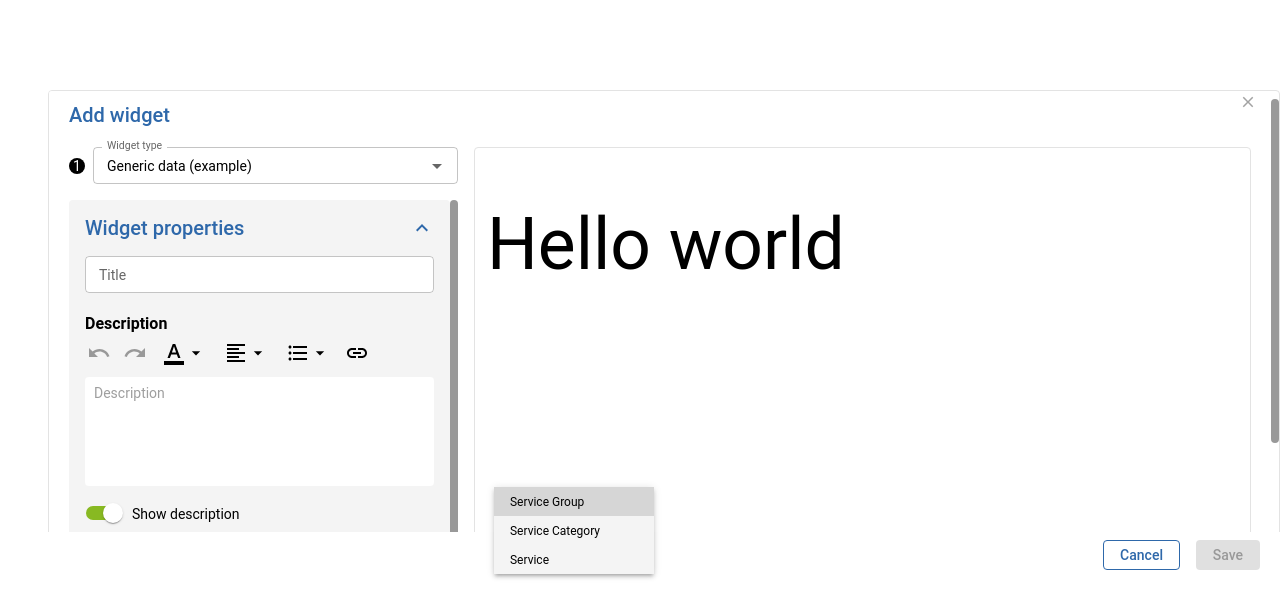 Add widget
1
Widget type
Generic data (example)
Widget properties
Title
Description
A
Description
Show description
Hello world
Service Group
Service Category
Service
Cancel
Save